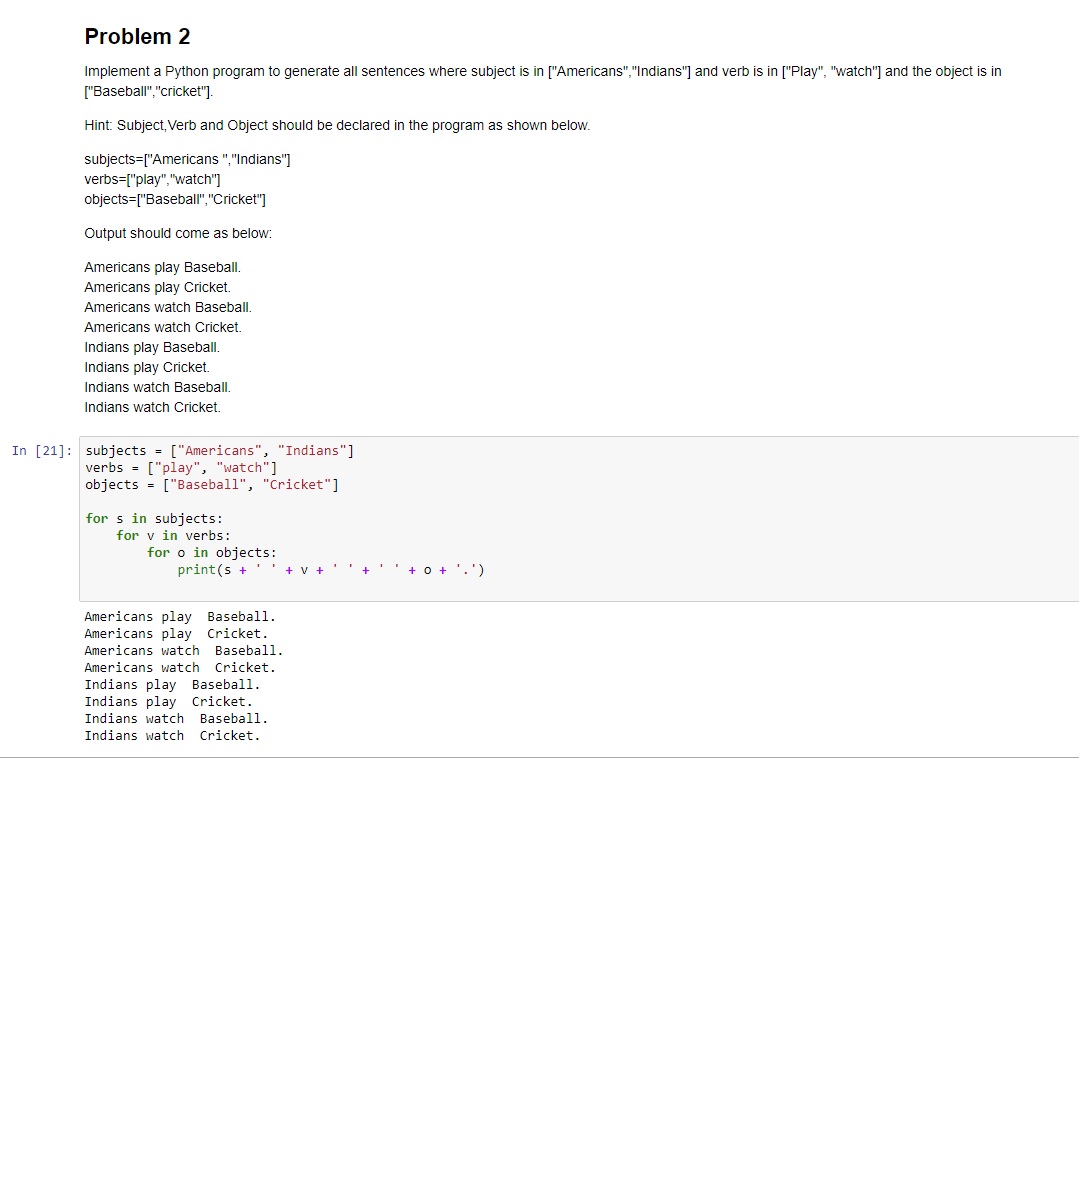 Problem 2
Implement a Python program to generate all sentences where subject is in ["Americans","Indians"] and verb is in ["Play", "watch"] and the object is in
["Baseball","cricket"].
Hint: Subject,Verb and Object should be declared in the program as shown below.
subjects=["Americans ","Indians"]
verbs=["play","watch"]
objects=["Baseball","Cricket"]
Output should come as below:
Americans play Baseball.
Americans play Cricket.
Americans watch Baseball.
Americans watch Cricket.
Indians play Baseball.
Indians play Cricket.
Indians watch Baseball.
Indians watch Cricket.
In [21]: subjects = ["Americans", "Indians"]
verbs = ["play", "watch"]
objects = ["Baseball", "Cricket"]
for s in subjects:
    for v in verbs:
        for o in objects:
            print(s + ' ' + v + ' ' + ' ' + o + '.')
Americans play  Baseball.
Americans play  Cricket.
Americans watch  Baseball.
Americans watch  Cricket.
Indians play  Baseball.
Indians play  Cricket.
Indians watch  Baseball.
Indians watch  Cricket.